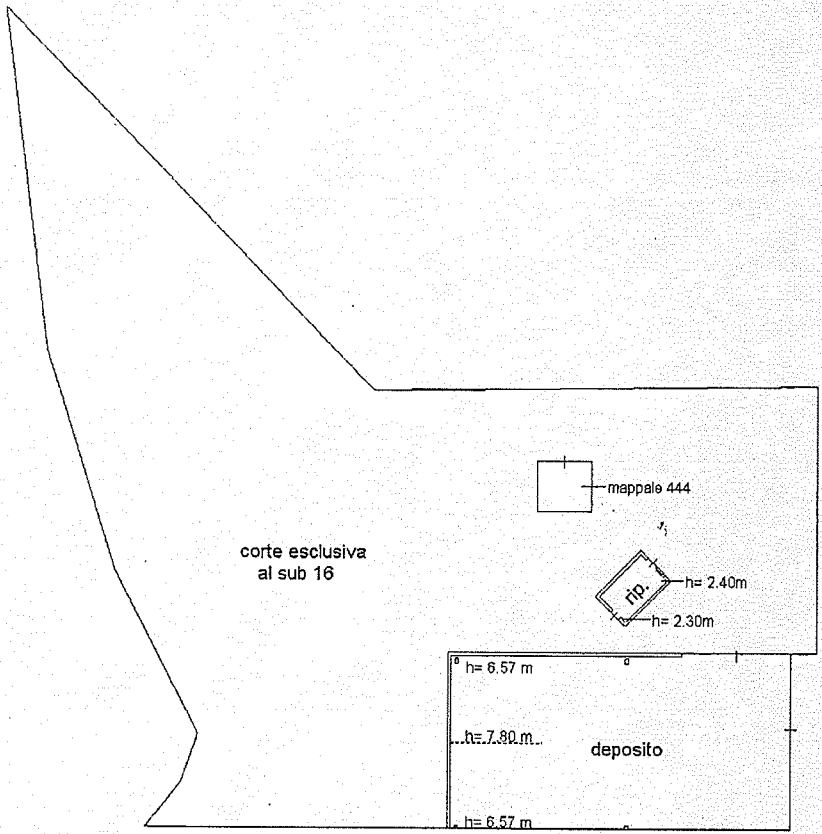 mappale 444
corte esclusiva
al sub 16
rip.
h= 2.40m
h= 2.30m
h= 6.57 m
h= 7.80 m
deposito
h= 6.57 m